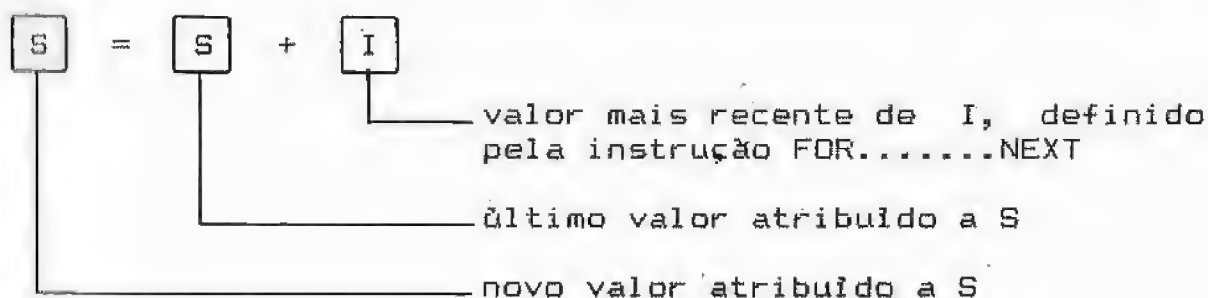 S = S + I
valor mais recente de I, definido
pela instrução FOR.......NEXT
último valor atribuído a S
novo valor atribuído a S